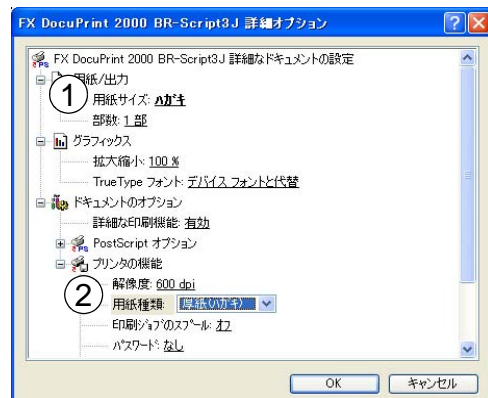 FX DocuPrint 2000 BR-Script3J 詳細オプション
FX DocuPrint 2000 BR-Script3J 詳細なドキュメントの設定
用紙/出力
① 用紙サイズ: ハガキ
部数: 1 部
グラフィックス
拡大縮小: 100 %
TrueType フォント: デバイス フォントと代替
ドキュメントのオプション
詳細な印刷機能: 有効
PostScript オプション
プリンタの機能
解像度: 600 dpi
② 用紙種類: 厚紙(ハガキ)
印刷ジョブのスプール: オフ
パスワード: なし
OK キャンセル